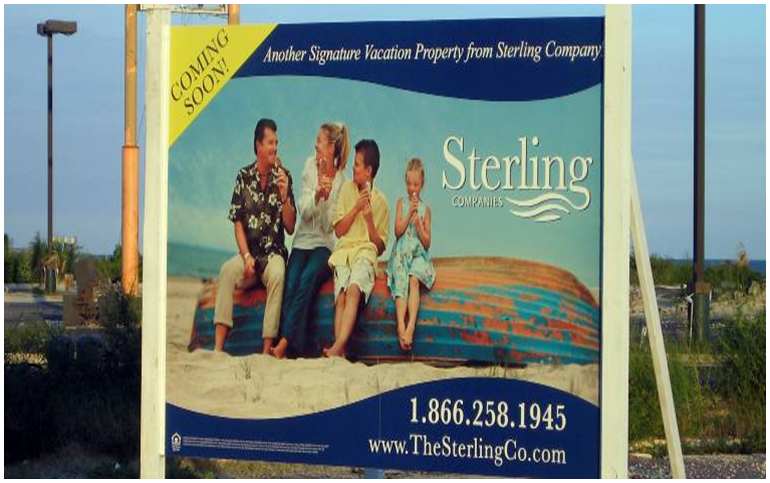 COMING
SOON!
Another Signature Vacation Property from Sterling Company
Sterling
COMPANIES
1.866.258.1945
www.TheSterlingCo.com